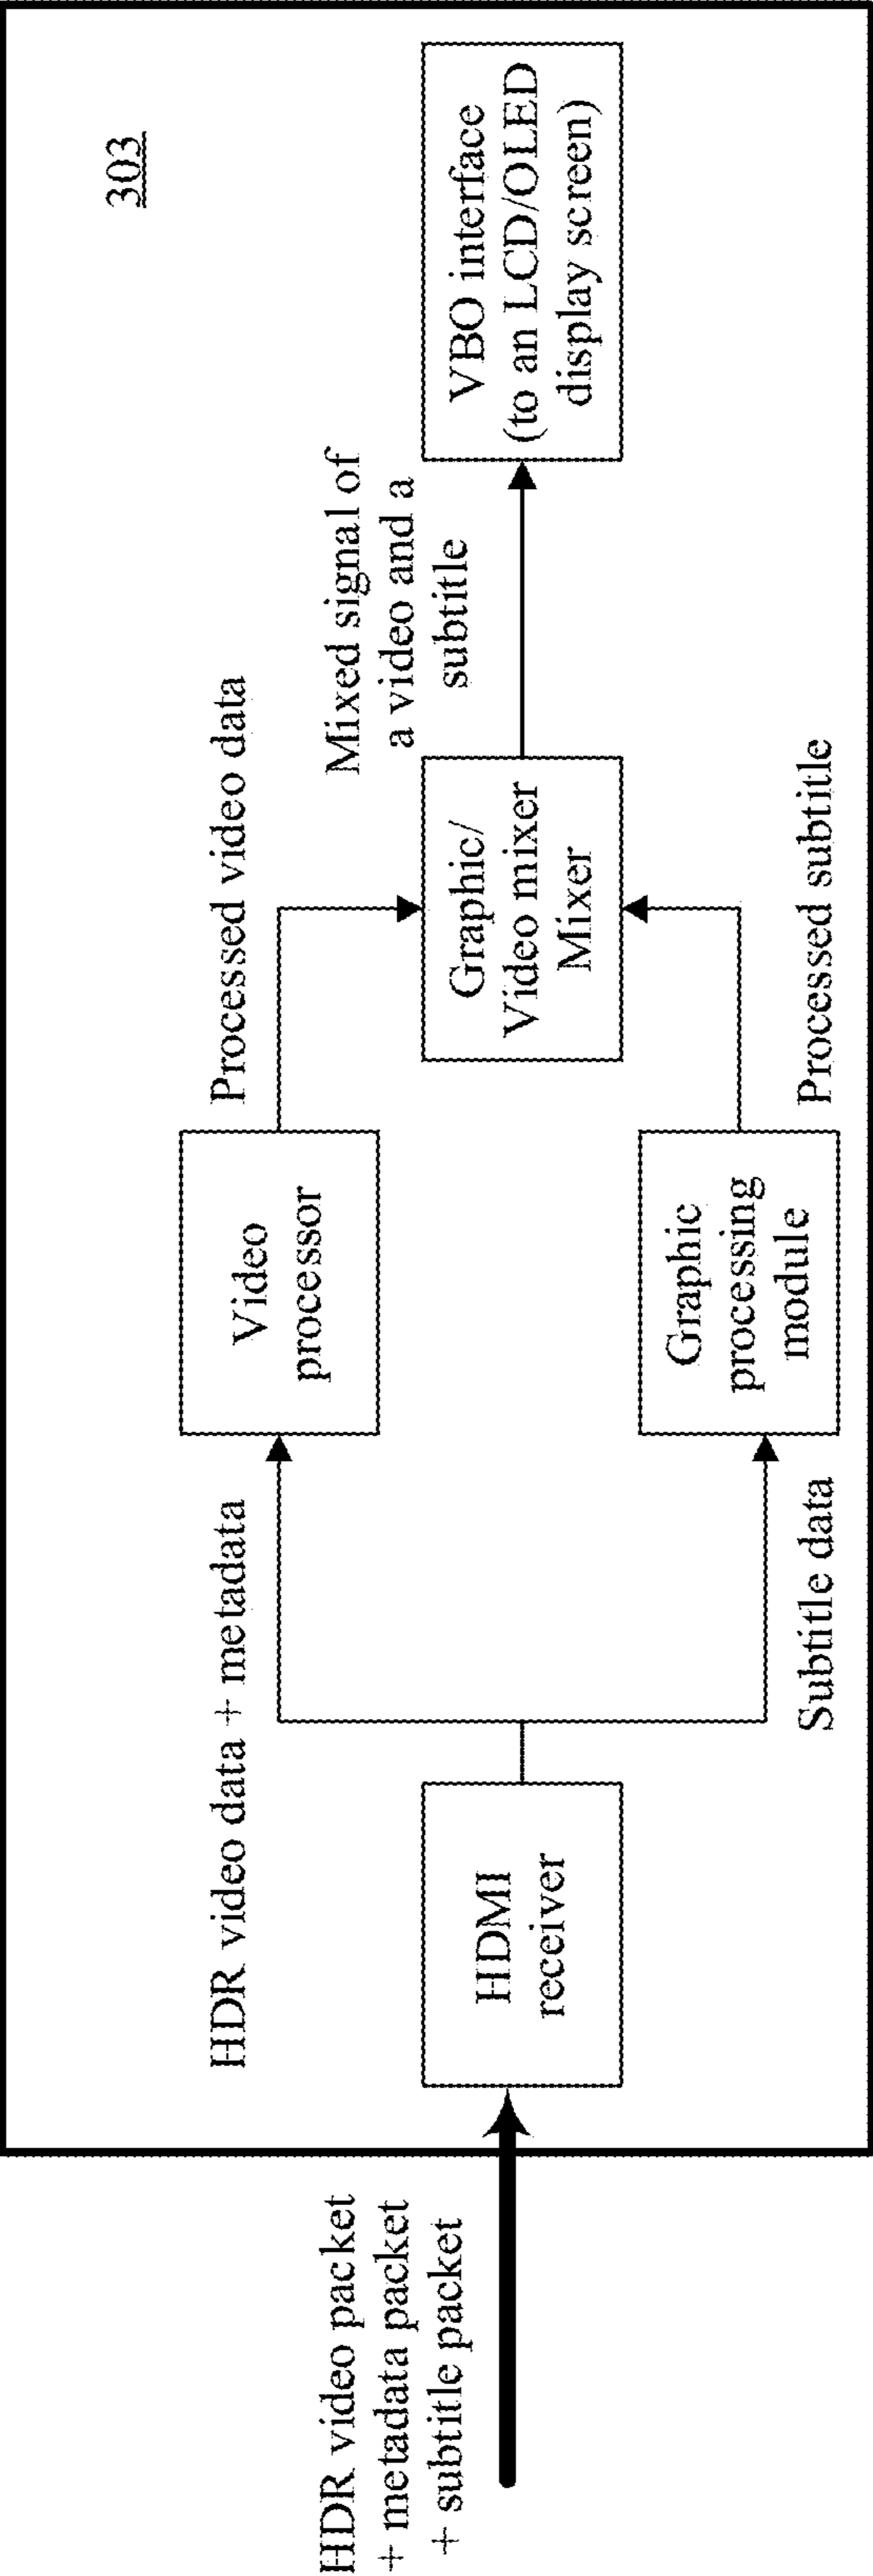 303
HDR video packet
+ metadata packet
+ subtitle packet
HDMI
receiver
HDR video data + metadata
Subtitle data
Video
processor
Graphic
processing
module
Processed video data
Processed subtitle
Graphic/
Video mixer
Mixer
Mixed signal of
a video and a
subtitle
VBO interface
(to an LCD/OLED
display screen)